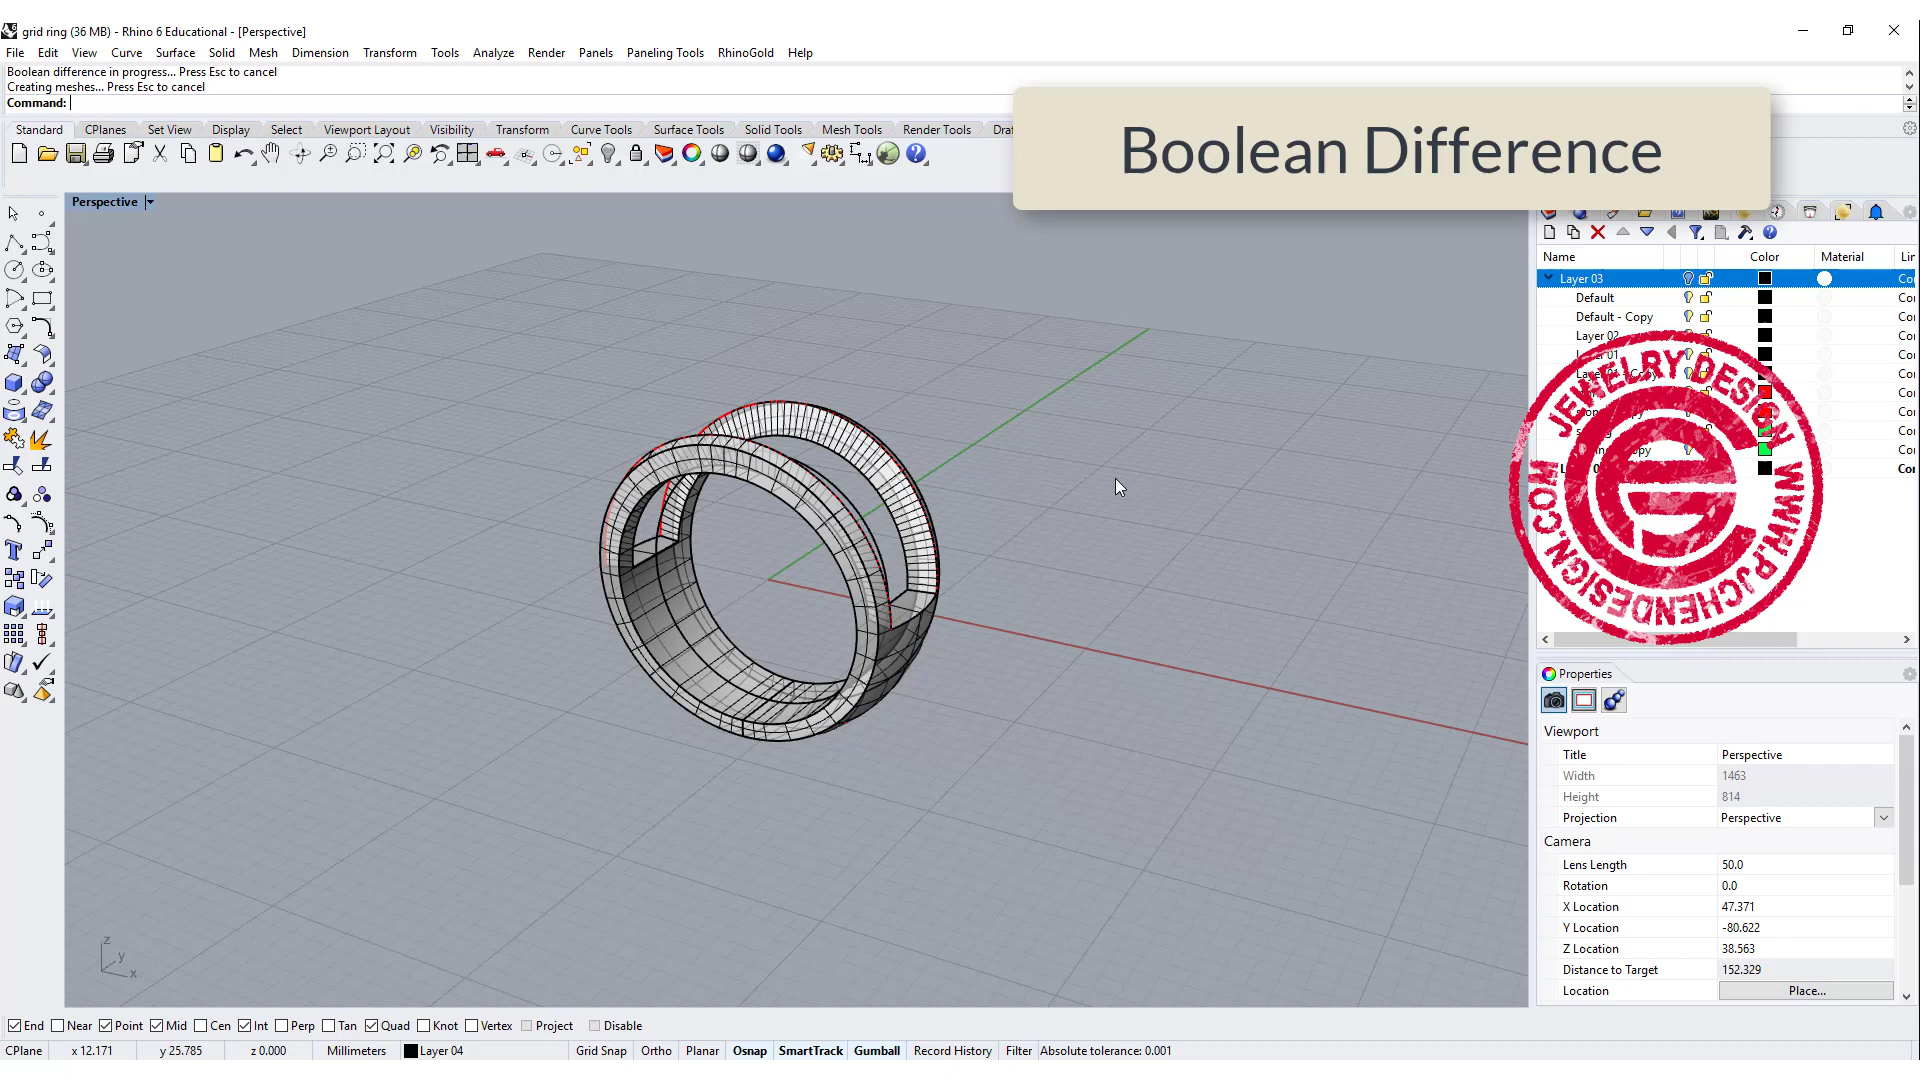 grid ring (36 MB) - Rhino 6 Educational - [Perspective]
File Edit View Curve Surface Solid Mesh Dimension Transform Tools Analyze Render Panels Paneling Tools RhinoGold Help
Boolean difference in progress... Press Esc to cancel
Creating meshes... Press Esc to cancel
Command:
Boolean Difference
Standard CPlanes Set View Display Select Viewport Layout Visibility Transform Curve Tools Surface Tools Solid Tools Mesh Tools Render Tools
Perspective
Name Color Material
Layer 03
Default
Default - Copy
Layer 02
JEWELRY DESIGN WWW.PJCHENDESIGN.COM
Properties
Viewport
Title Perspective
Width 1463
Height 814
Projection Perspective
Camera
Lens Length 50.0
Rotation 0.0
X Location 47.371
Y Location -80.622
Z Location 38.563
Distance to Target 152.329
Location Place...
z
y
x
End Near Point Mid Cen Int Perp Tan Quad Knot Vertex Project Disable
CPlane x 12.171 y 25.785 z 0.000 Millimeters Layer 04 Grid Snap Ortho Planar Osnap SmartTrack Gumball Record History Filter Absolute tolerance: 0.001